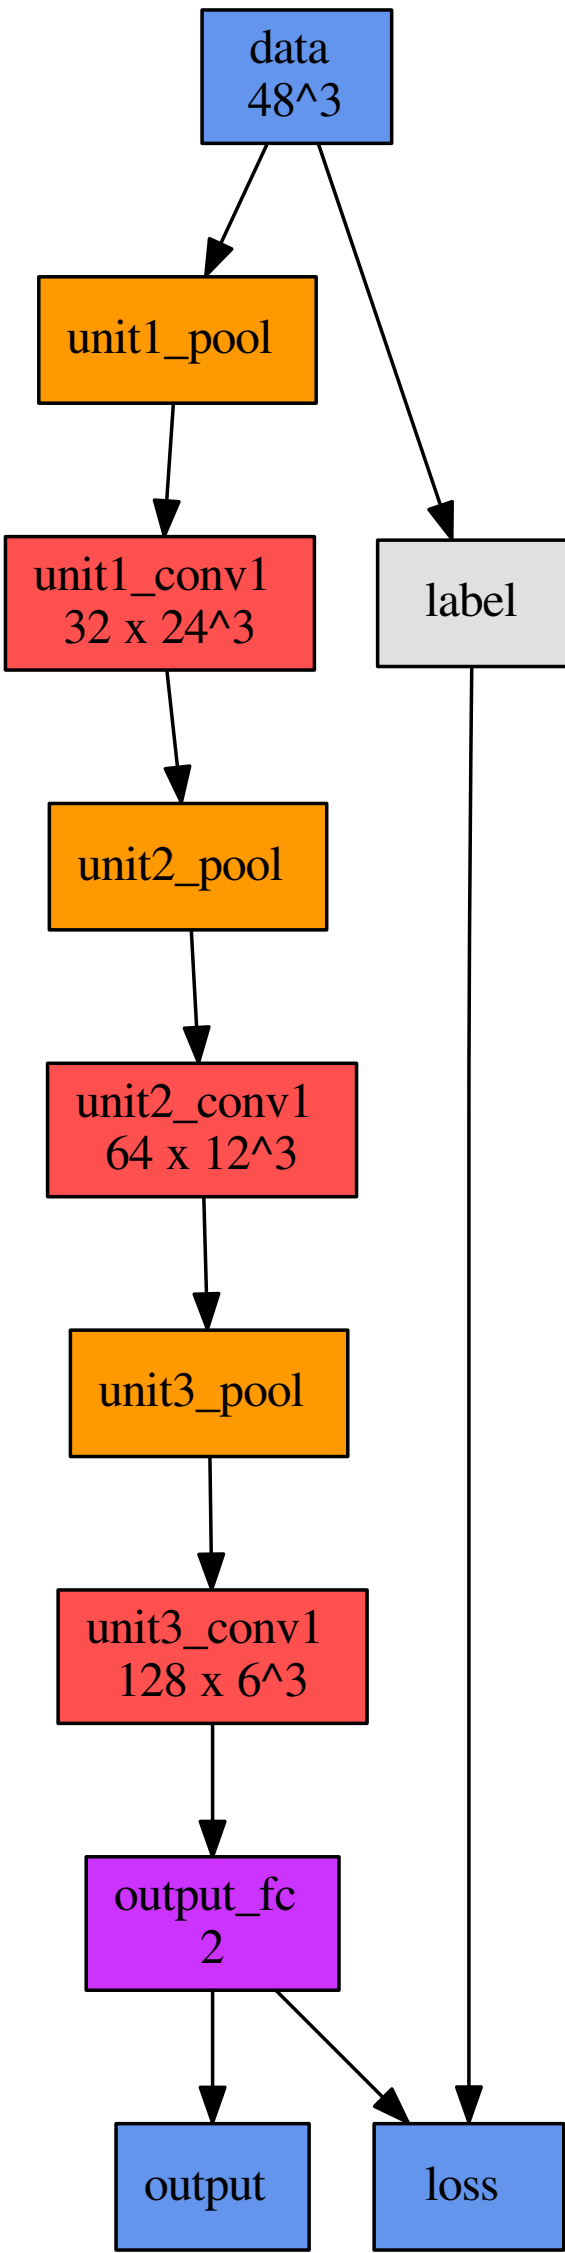 data
48^3
unit1_pool
unit1_conv1
32 x 24^3
label
unit2_pool
unit2_conv1
64 x 12^3
unit3_pool
unit3_conv1
128 x 6^3
output_fc
2
output
loss